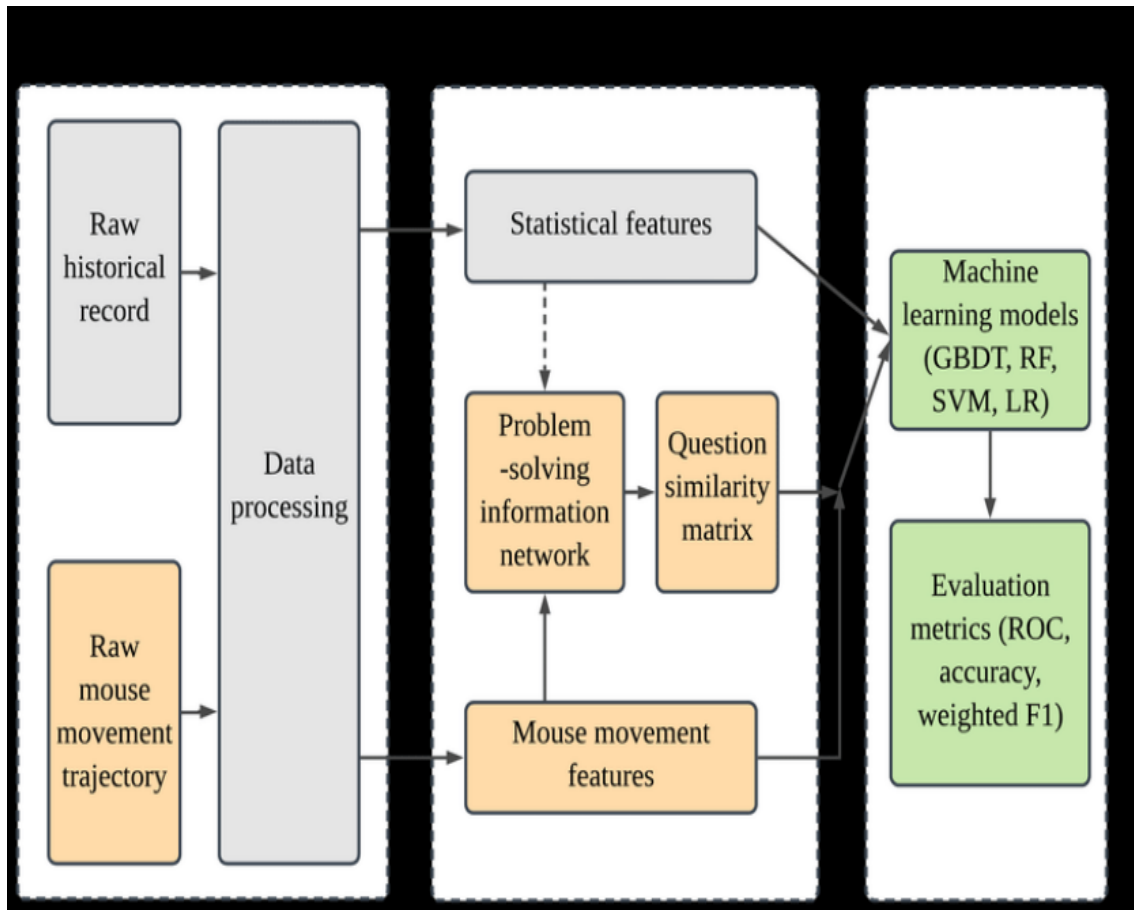 Raw
historical
record
Data
processing
Raw
mouse
movement
trajectory
Statistical features
Problem
-solving
information
network
Question
similarity
matrix
Mouse movement
features
Machine
learning models
(GBDT, RF,
SVM, LR)
Evaluation
metrics (ROC,
accuracy,
weighted F1)